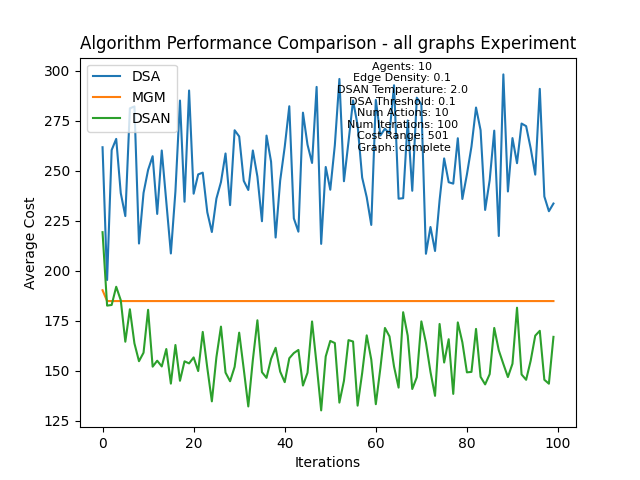 Algorithm Performance Comparison - all graphs Experiment
DSA
MGM
DSAN
Agents: 10
Edge Density: 0.1
DSAN Temperature: 2.0
DSA Threshold: 0.1
Num Actions: 10
Num Iterations: 100
Cost Range: 501
Graph: complete
Average Cost
300
275
250
225
200
175
150
125
0
20
40
60
80
100
Iterations